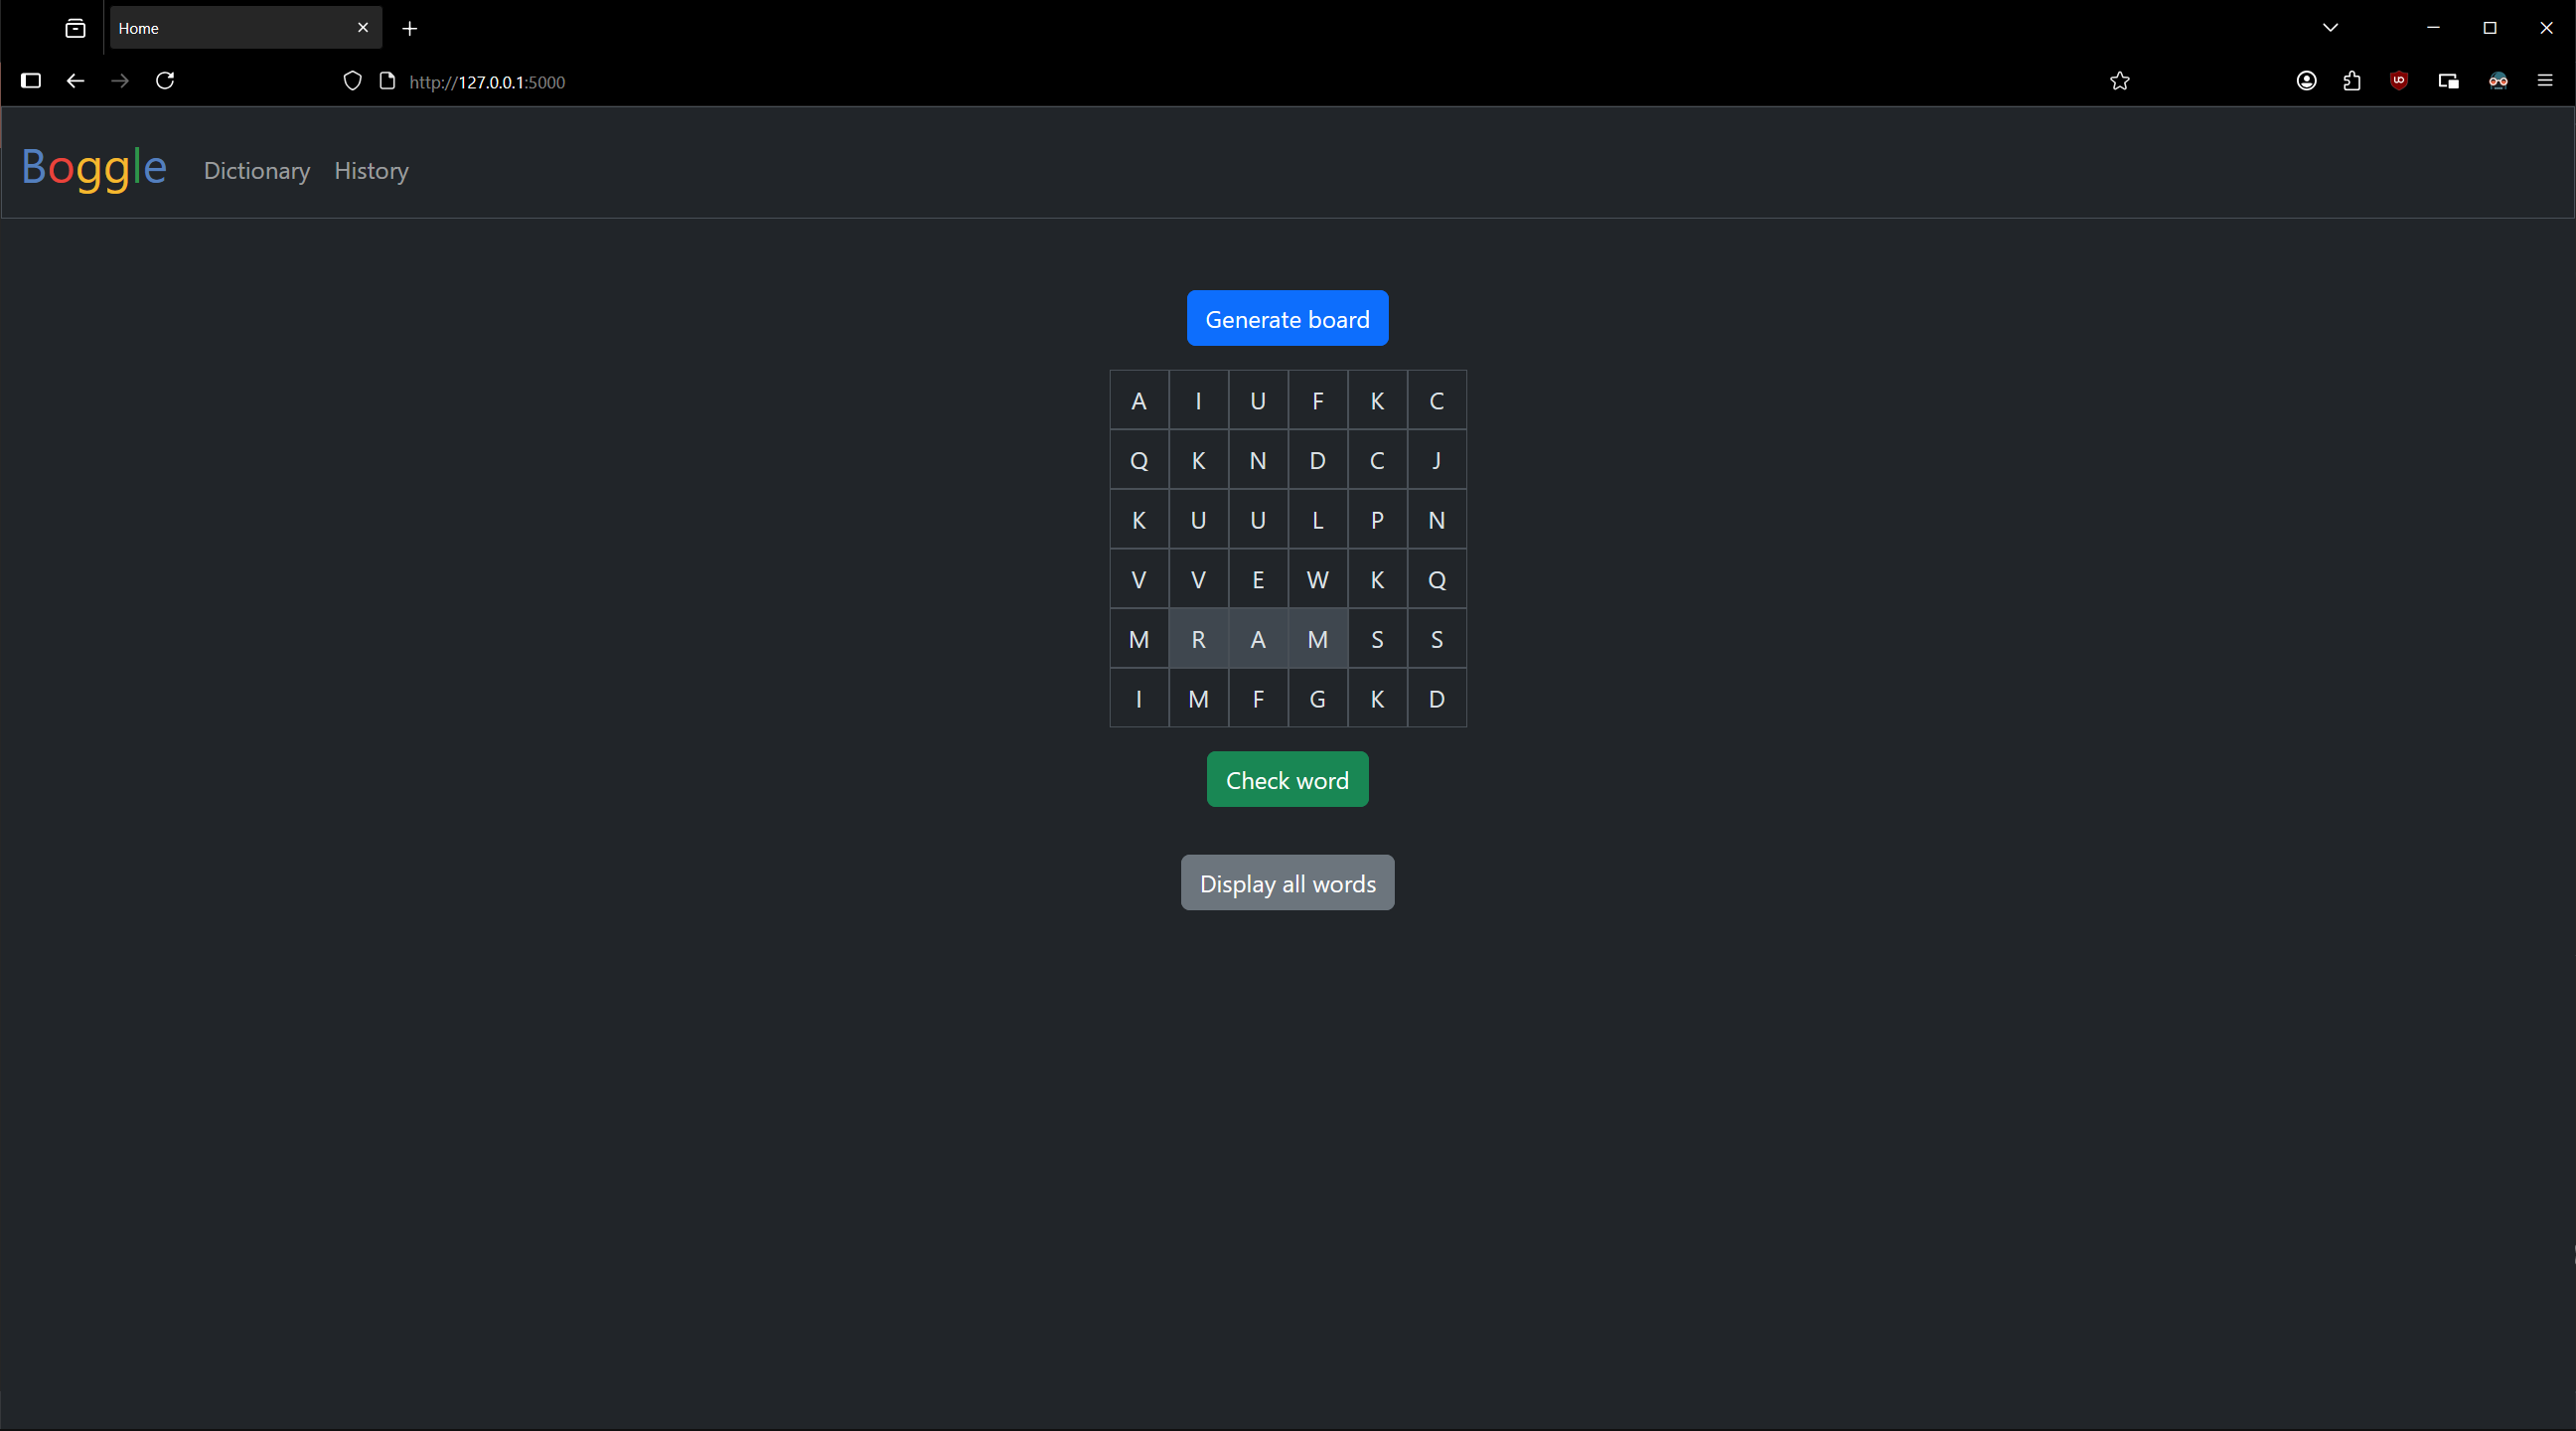 Home
http://127.0.0.1:5000
Boggle Dictionary History
Generate board
A I U F K C
Q K N D C J
K U U L P N
V V E W K Q
M R A M S S
I M F G K D
Check word
Display all words